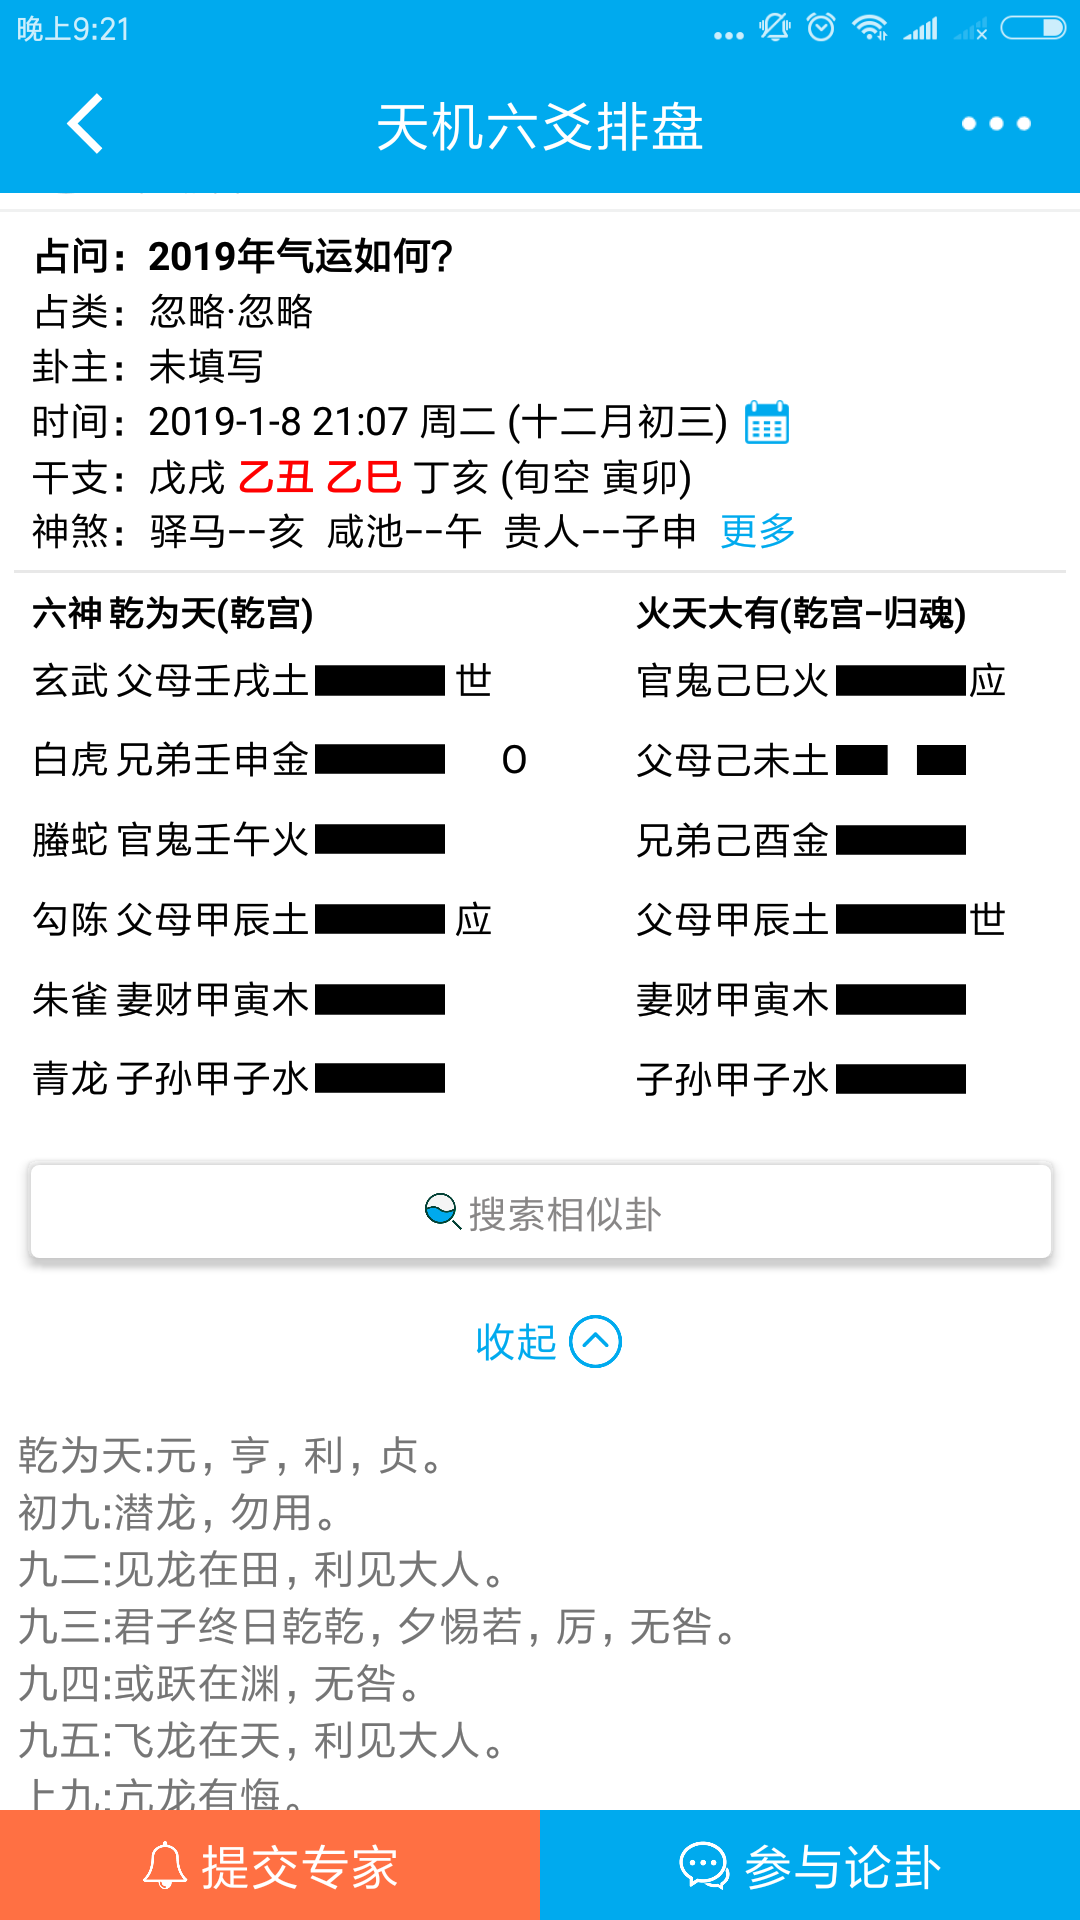 晚上9:21
天机六爻排盘
占问：2019年气运如何?
占类：忽略·忽略
卦主：未填写
时间：2019-1-8 21:07 周二 (十二月初三)
干支：戊戌 乙丑 乙巳 丁亥 (旬空 寅卯)
神煞：驿马--亥 咸池--午 贵人--子申 更多
六神 乾为天(乾宫) 火天大有(乾宫-归魂)
玄武 父母壬戌土 世 官鬼己巳火 应
白虎 兄弟壬申金 O 父母己未土
螣蛇 官鬼壬午火 兄弟己酉金
勾陈 父母甲辰土 应 父母甲辰土 世
朱雀 妻财甲寅木 妻财甲寅木
青龙 子孙甲子水 子孙甲子水
搜索相似卦
收起
乾为天:元，亨，利，贞。
初九:潜龙，勿用。
九二:见龙在田，利见大人。
九三:君子终日乾乾，夕惕若，厉，无咎。
九四:或跃在渊，无咎。
九五:飞龙在天，利见大人。
上九:亢龙有悔。
提交专家 参与论卦